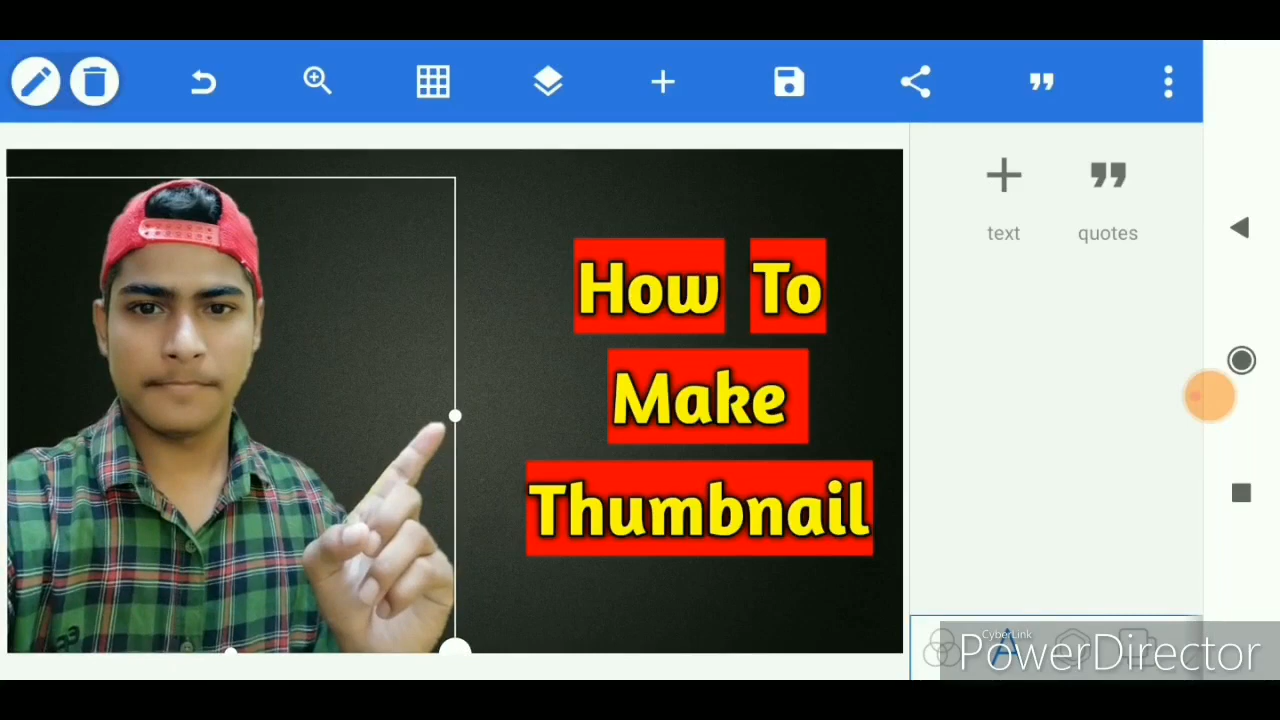 How To
Make
Thumbnail
text
quotes
CyberLink
PowerDirector